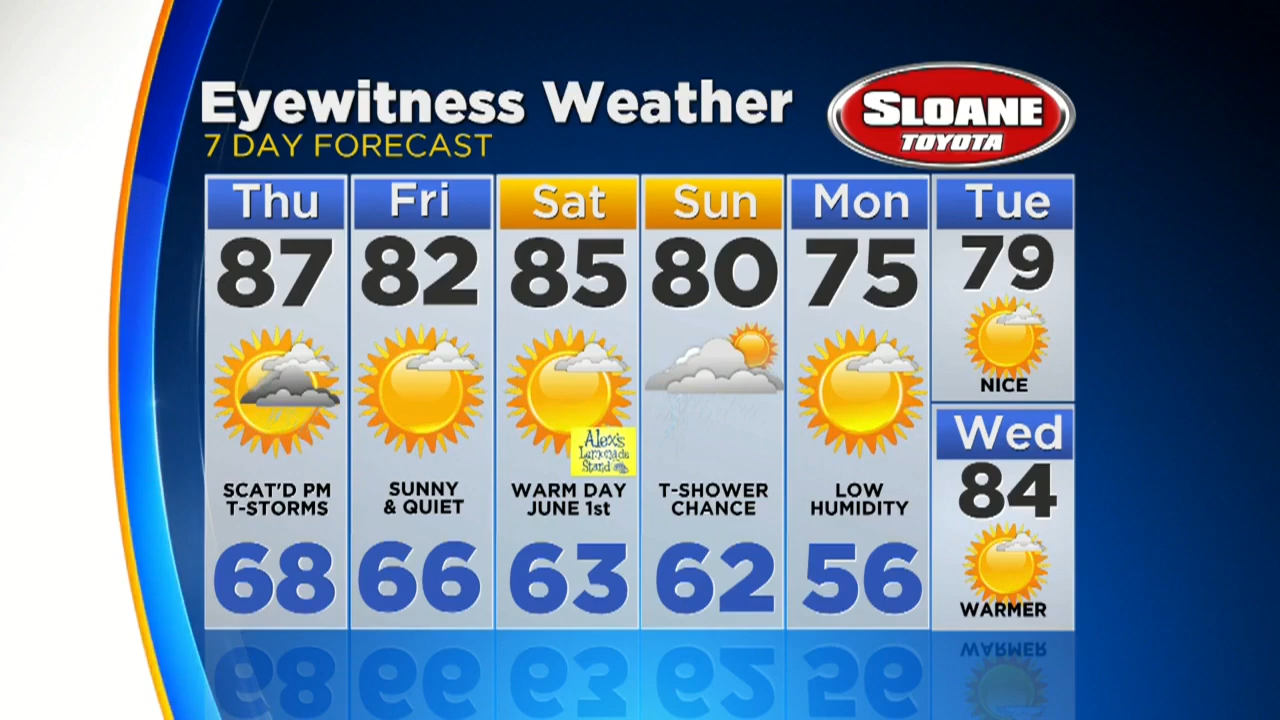 Eyewitness Weather
7 DAY FORECAST
SLOANE
TOYOTA
Thu
87
SCAT'D PM
T-STORMS
68
Fri
82
SUNNY
& QUIET
66
Sat
85
Alex's
Lemonade
Stand
WARM DAY
JUNE 1st
63
Sun
80
T-SHOWER
CHANCE
62
Mon
75
LOW
HUMIDITY
56
Tue
79
NICE
Wed
84
WARMER